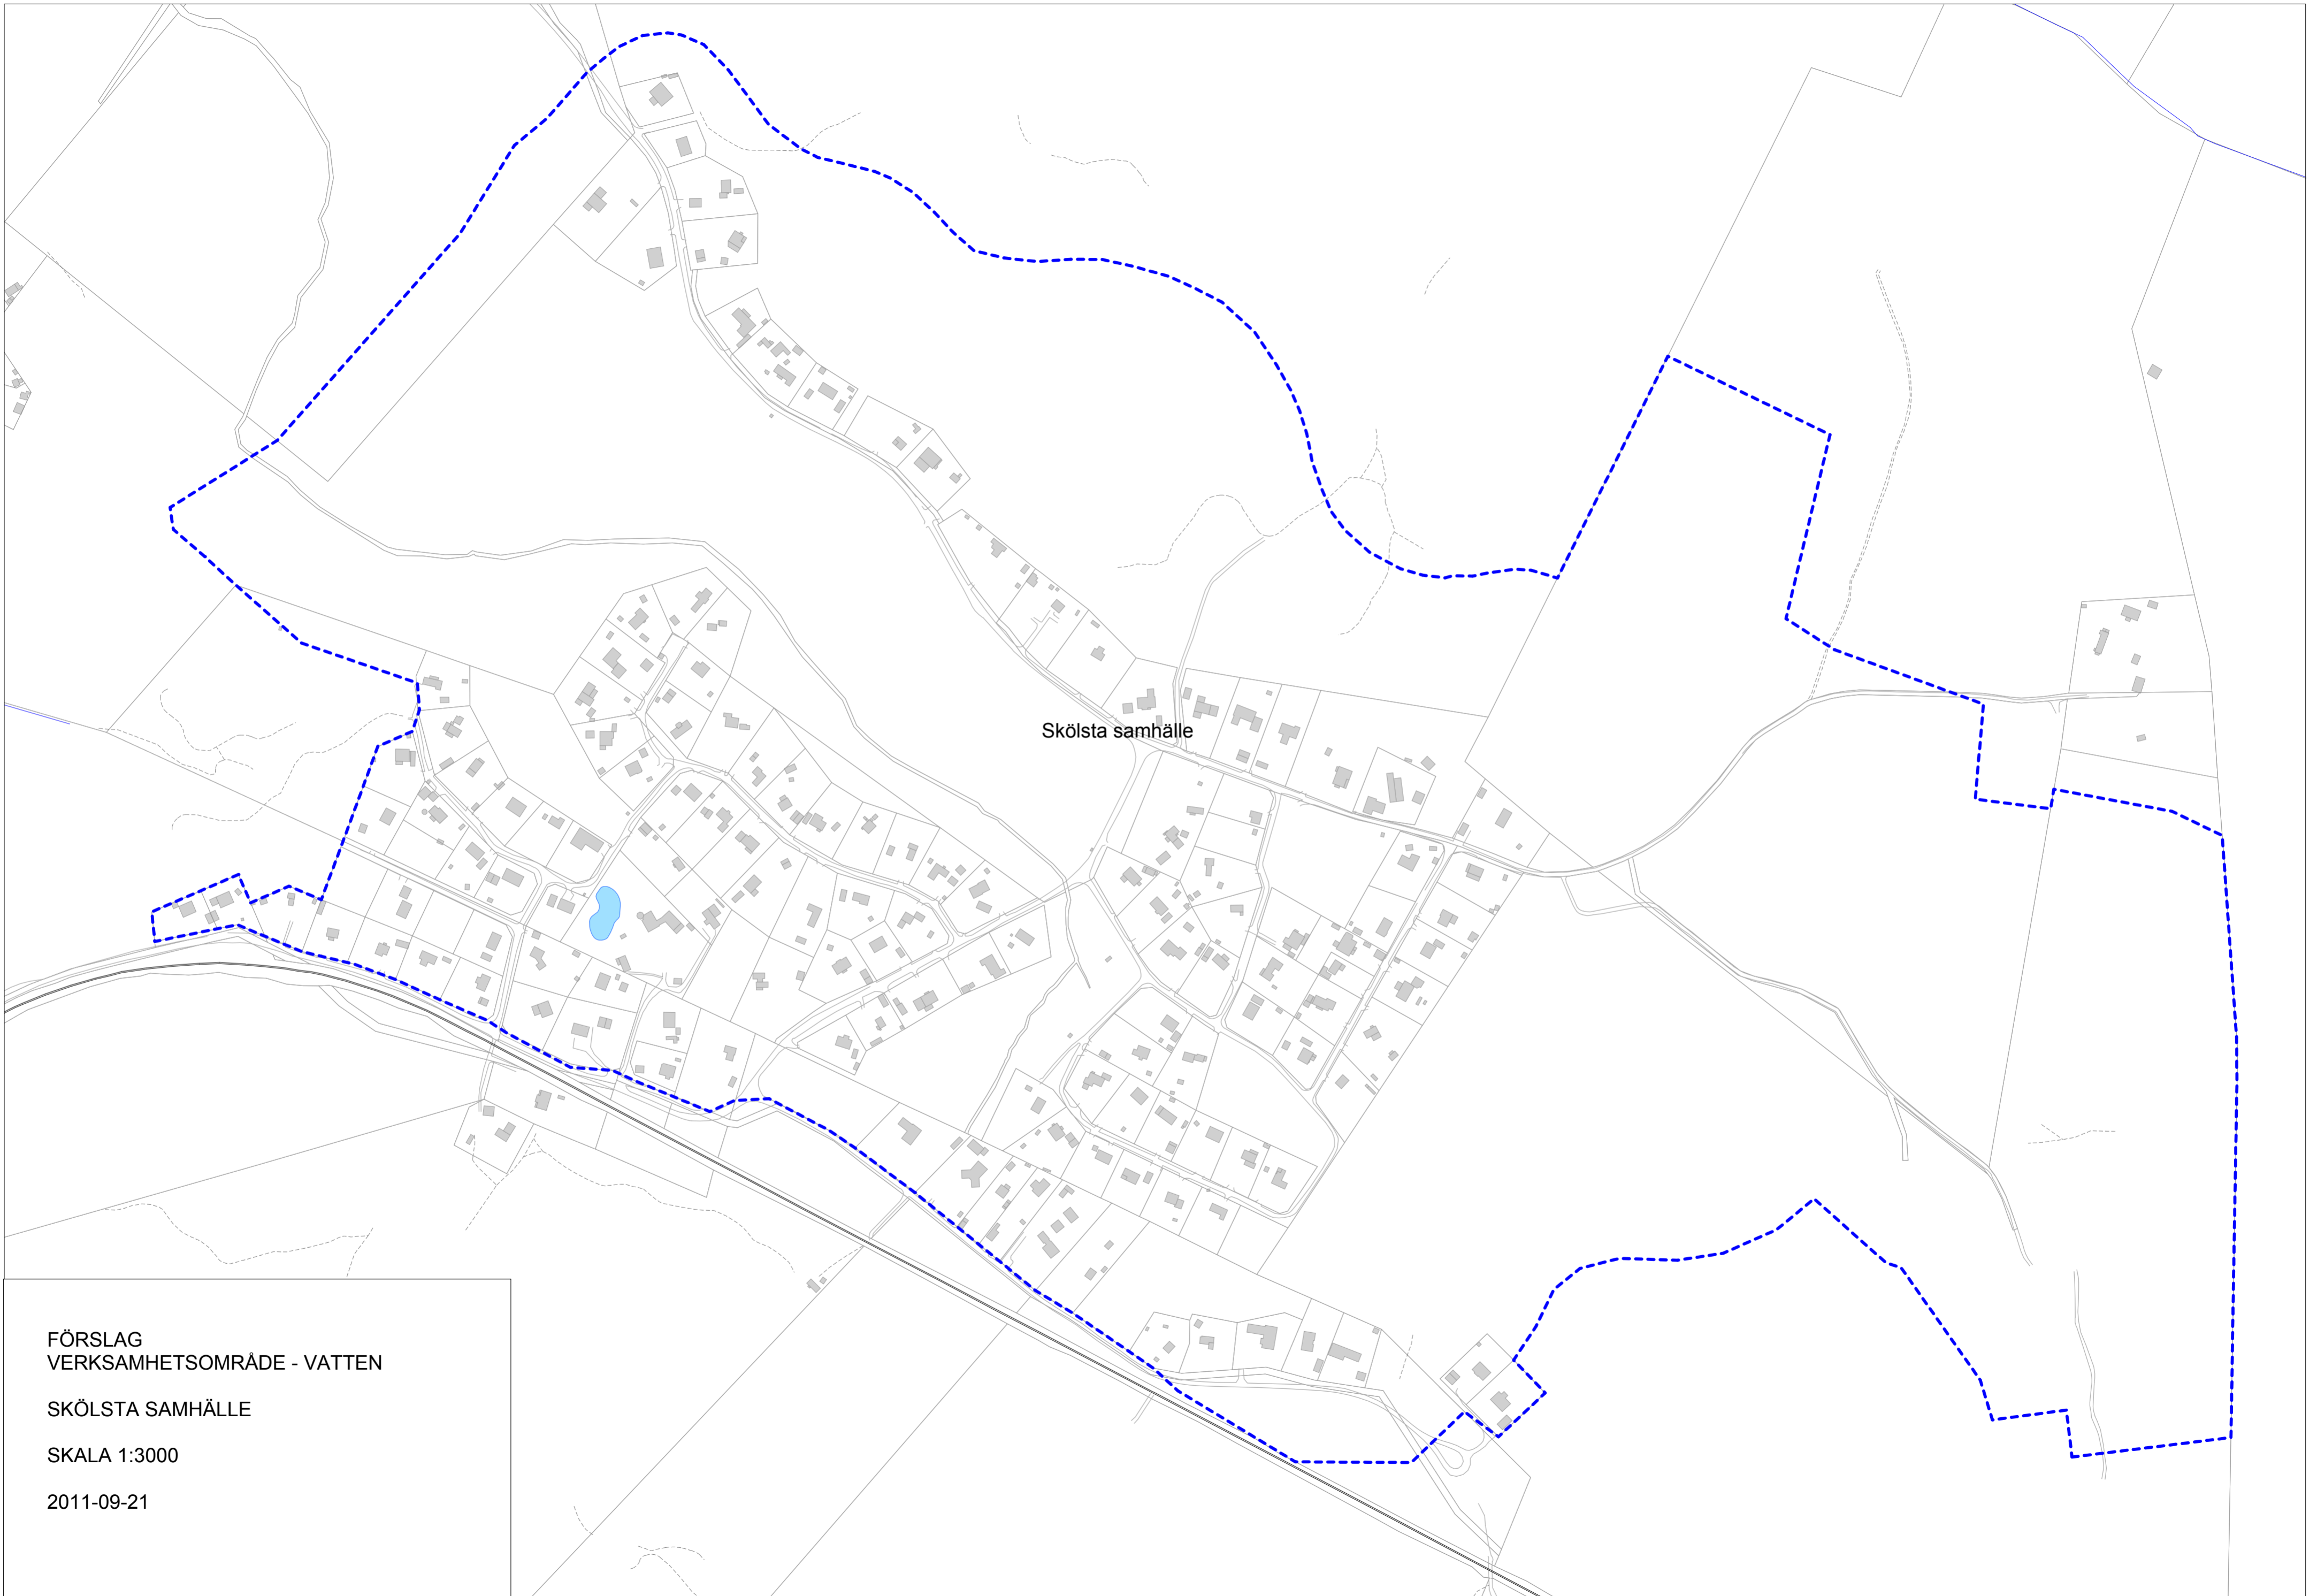 Skölsta samhälle
FÖRSLAG
VERKSAMHETSOMRÅDE - VATTEN
SKÖLSTA SAMHÄLLE
SKALA 1:3000
2011-09-21